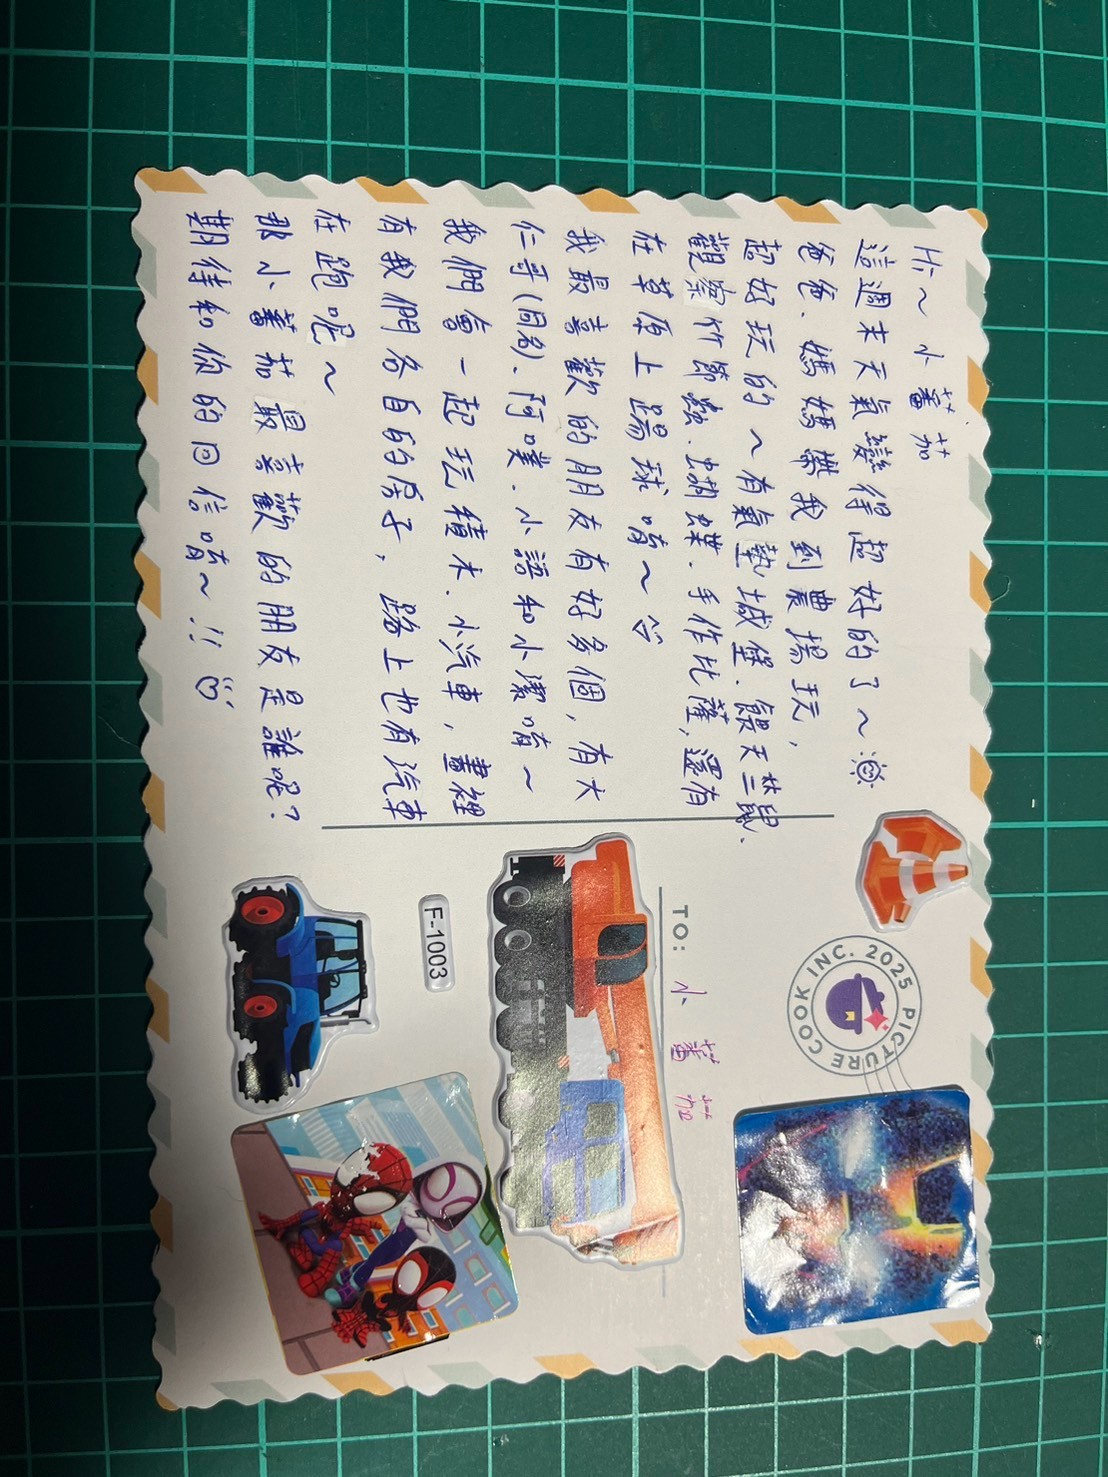 Hi～小蕃茄
這週末天氣變得超好的了～
爸爸、媽媽帶我到農場玩，
超好玩的～有氣墊城堡、餵天竺鼠、
觀察竹節蟲、蝴蝶、手作比薩，還有
在草原上踢球唷～
我最喜歡的朋友有好多個，有大
仁哥(同名)、阿噗、小語和小潔唷～
我們會一起玩積木、小汽車，畫裡
有我們各自的房子，路上也有汽車
在跑呢～
那小蕃茄最喜歡的朋友是誰呢？
期待和你的回信唷～!!
2025 PICTURE COOK INC.
TO: 小蕃茄
F-1003